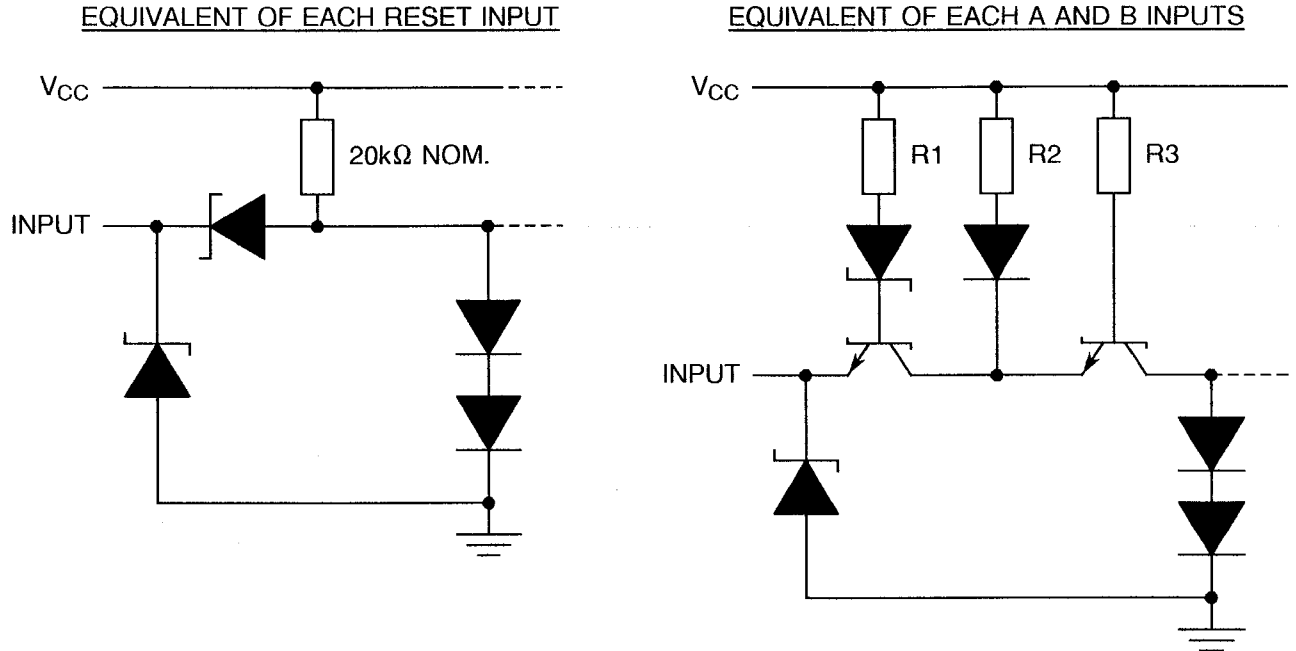 EQUIVALENT OF EACH RESET INPUT
VCC
20kΩ NOM.
INPUT
EQUIVALENT OF EACH A AND B INPUTS
VCC
R1
R2
R3
INPUT